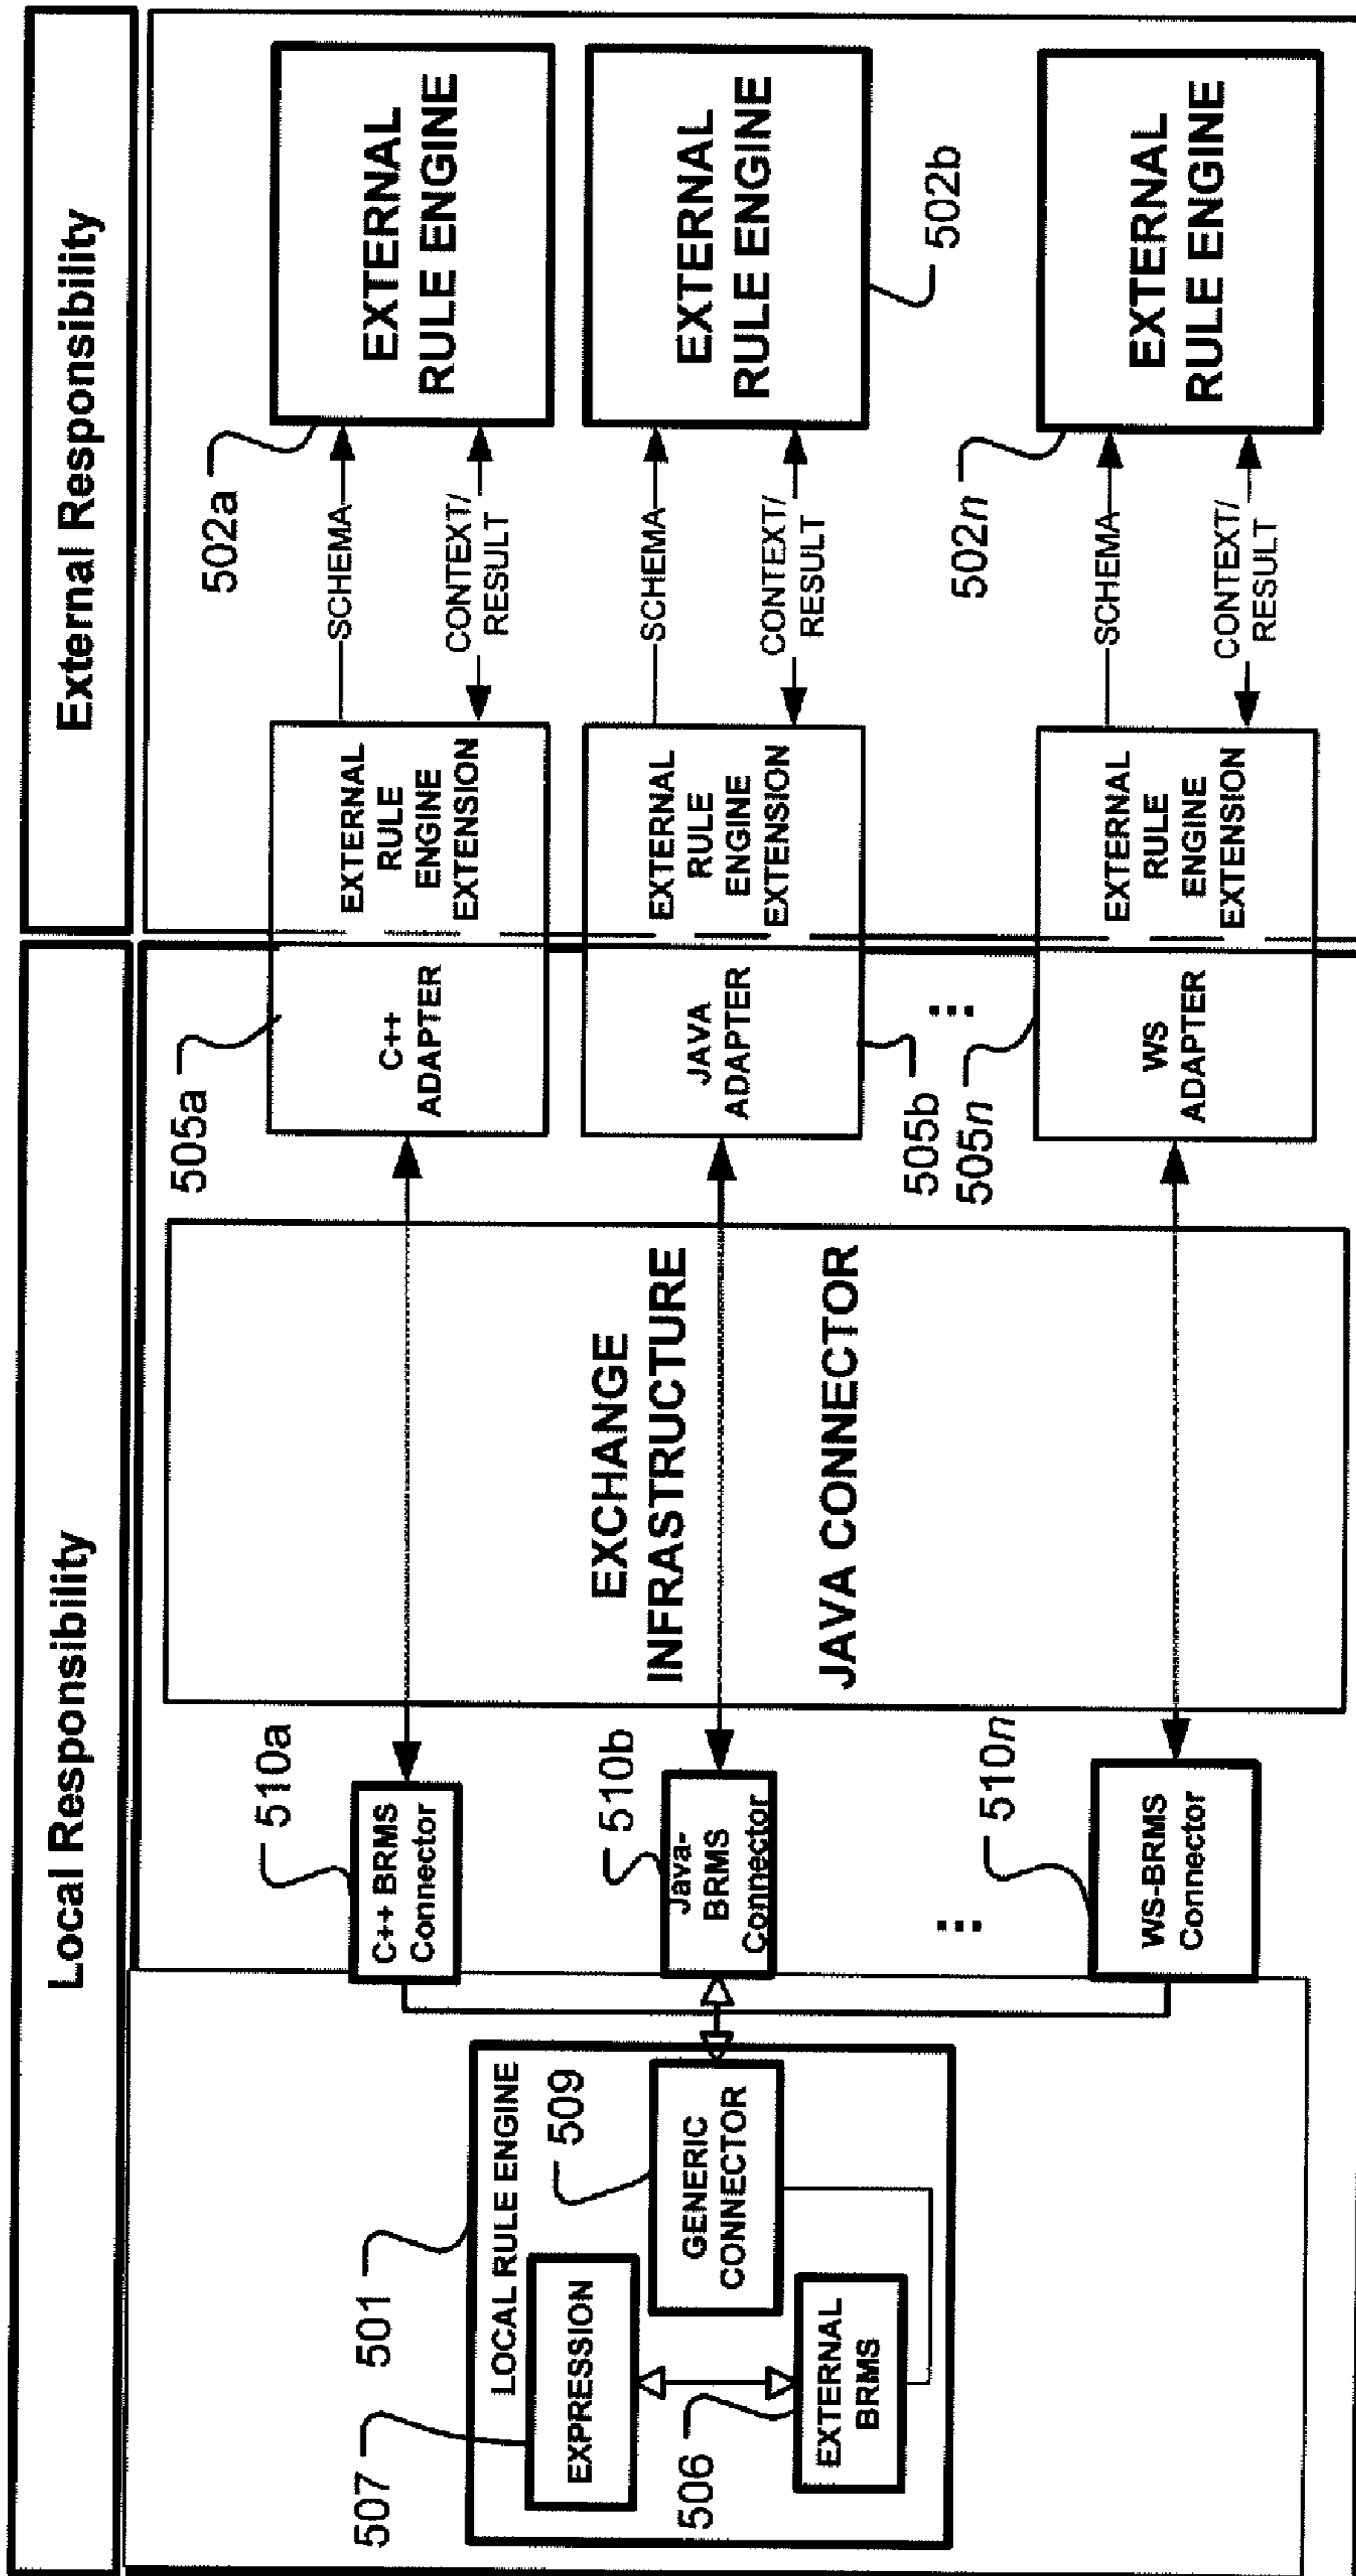 Local Responsibility
External Responsibility
507
501
LOCAL RULE ENGINE
EXPRESSION
509
GENERIC
CONNECTOR
506
EXTERNAL
BRMS
510a
C++ BRMS
Connector
510b
Java-
BRMS
Connector
...
510n
WS-BRMS
Connector
EXCHANGE
INFRASTRUCTURE
JAVA CONNECTOR
505a
C++
ADAPTER
EXTERNAL
RULE
ENGINE
EXTENSION
SCHEMA
CONTEXT/
RESULT
502a
EXTERNAL
RULE ENGINE
JAVA
ADAPTER
505b
EXTERNAL
RULE
ENGINE
EXTENSION
SCHEMA
CONTEXT/
RESULT
EXTERNAL
RULE ENGINE
502b
...
505n
WS
ADAPTER
EXTERNAL
RULE
ENGINE
EXTENSION
SCHEMA
CONTEXT/
RESULT
502n
EXTERNAL
RULE ENGINE